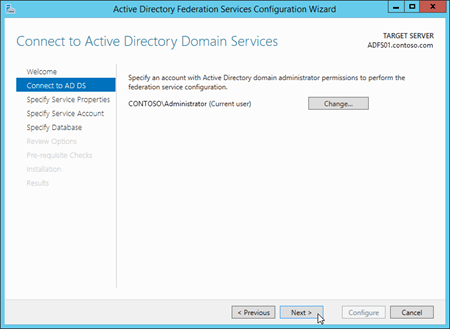 Active Directory Federation Services Configuration Wizard
Connect to Active Directory Domain Services
TARGET SERVER
ADFS01.contoso.com
Welcome
Connect to AD DS
Specify Service Properties
Specify Service Account
Specify Database
Review Options
Pre-requisite Checks
Installation
Results
Specify an account with Active Directory domain administrator permissions to perform the
federation service configuration.
CONTOSO\Administrator (Current user)
Change...
< Previous
Next >
Configure
Cancel